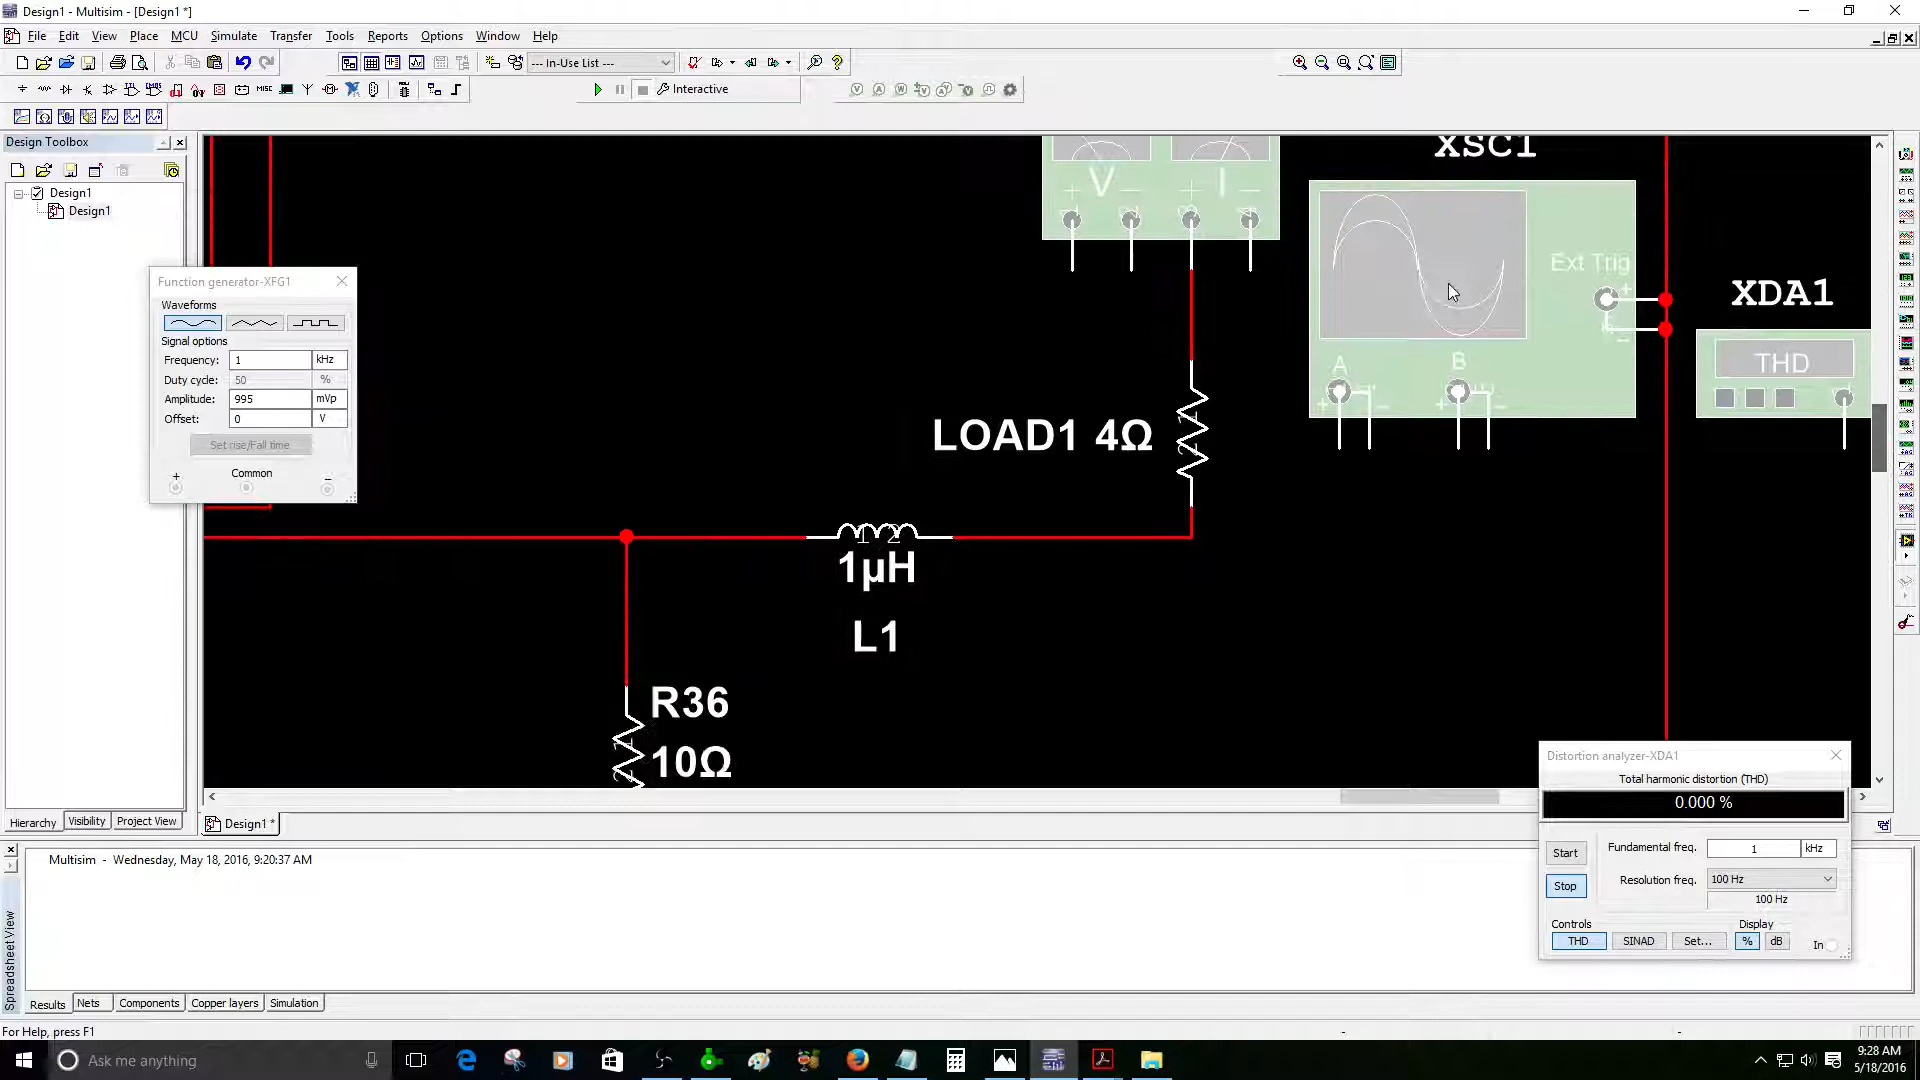 Design1 - Multisim - [Design1 *]
File Edit View Place MCU Simulate Transfer Tools Reports Options Window Help
--- In-Use List ---
Interactive
Design Toolbox
Design1
Design1
Function generator-XFG1
Waveforms
Signal options
Frequency: 1 kHz
Duty cycle: 50 %
Amplitude: 995 mVp
Offset: 0 V
Set rise/Fall time
+ Common -
V I
XSC1
Ext Trig
A B
XDA1
THD
LOAD1 4Ω
1µH
L1
R36
10Ω
Distortion analyzer-XDA1
Total harmonic distortion (THD)
0.000 %
Start
Fundamental freq. 1 kHz
Stop
Resolution freq. 100 Hz
100 Hz
Controls Display
THD SINAD Set... % dB In
Hierarchy Visibility Project View
Design1 *
Multisim - Wednesday, May 18, 2016, 9:20:37 AM
Spreadsheet View
Results Nets Components Copper layers Simulation
For Help, press F1
Ask me anything
9:28 AM
5/18/2016